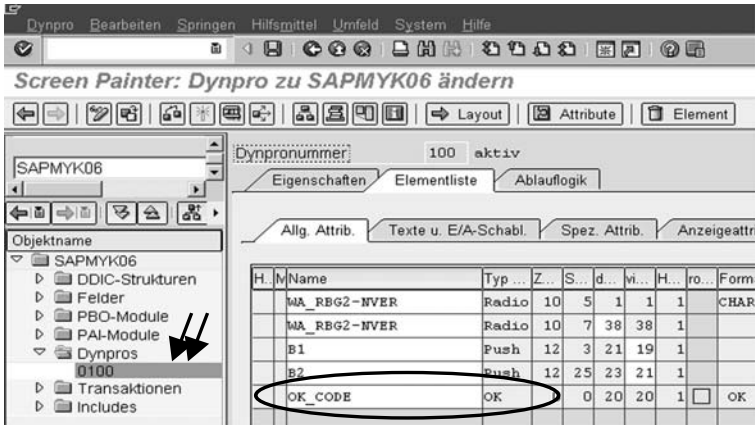 Dynpro Bearbeiten Springen Hilfsmittel Umfeld System Hilfe
Screen Painter: Dynpro zu SAPMYK06 ändern
Layout Attribute Element
SAPMYK06
Dynpronummer 100 aktiv
Eigenschaften Elementliste Ablauflogik
Allg. Attrib. Texte u. E/A-Schabl. Spez. Attrib. Anzeigeattri
Objektname
SAPMYK06
DDIC-Strukturen
Felder
PBO-Module
PAI-Module
Dynpros
0100
Transaktionen
Includes
H.. M Name Typ ... Z... S... d... vi... H... ro... Form
WA_RBG2-NVER Radio 10 5 1 1 1 CHAR
WA_RBG2-NVER Radio 10 7 38 38 1
B1 Push 12 3 21 19 1
B2 Push 12 25 23 21 1
OK_CODE OK 0 20 20 1 OK